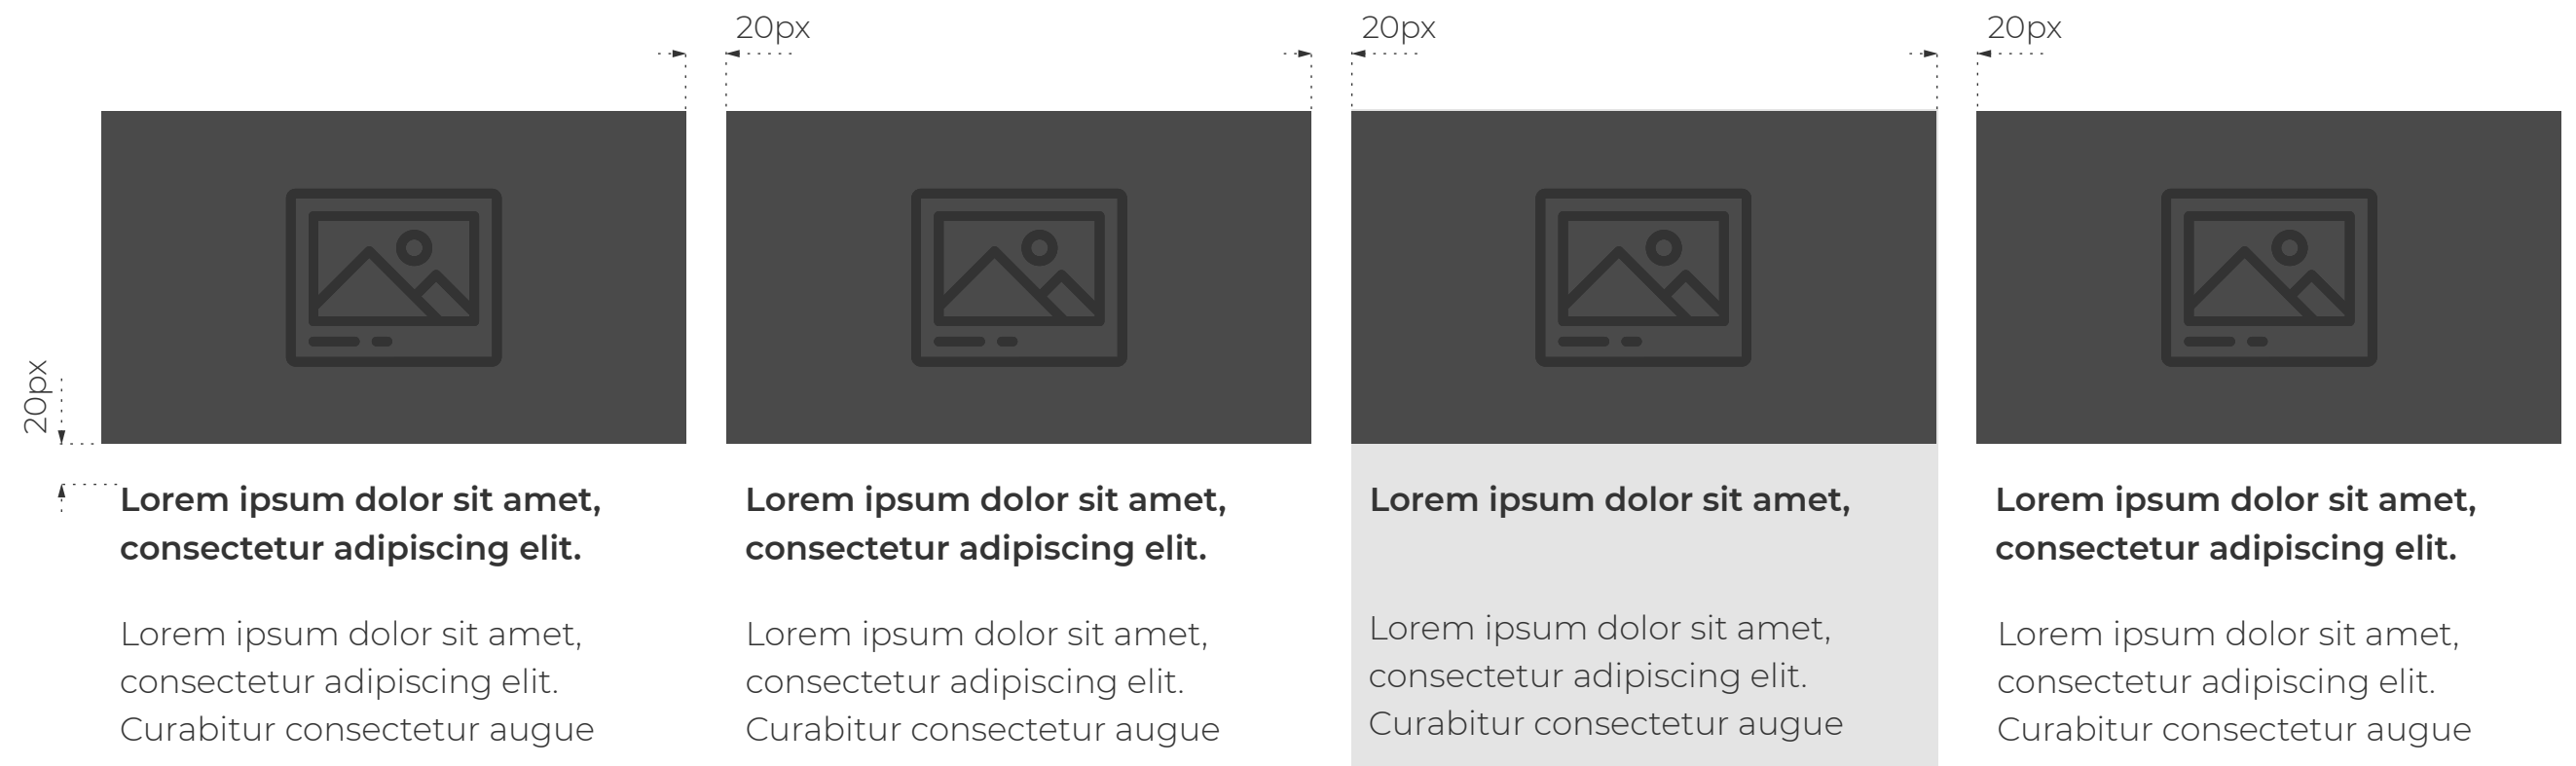 20px
20px
20px
20px
Lorem ipsum dolor sit amet,
consectetur adipiscing elit.
Lorem ipsum dolor sit amet,
consectetur adipiscing elit.
Lorem ipsum dolor sit amet,
Lorem ipsum dolor sit amet,
consectetur adipiscing elit.
Lorem ipsum dolor sit amet,
consectetur adipiscing elit.
Curabitur consectetur augue
Lorem ipsum dolor sit amet,
consectetur adipiscing elit.
Curabitur consectetur augue
Lorem ipsum dolor sit amet,
consectetur adipiscing elit.
Curabitur consectetur augue
Lorem ipsum dolor sit amet,
consectetur adipiscing elit.
Curabitur consectetur augue